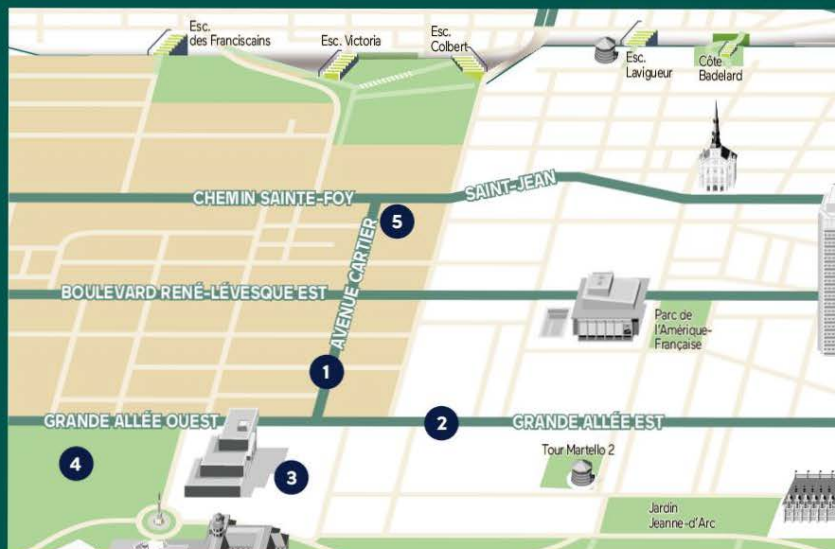 Esc.
des Franciscains
Esc. Victoria
Esc.
Colbert
Esc.
Lavigueur
Côte
Badelard
CHEMIN SAINTE-FOY
SAINT-JEAN
5
AVENUE CARTIER
BOULEVARD RENÉ-LÉVESQUE EST
Parc de
l'Amérique-
Française
1
GRANDE ALLÉE OUEST
2
GRANDE ALLÉE EST
4
3
Tour Martello 2
Jardin
Jeanne-d'Arc